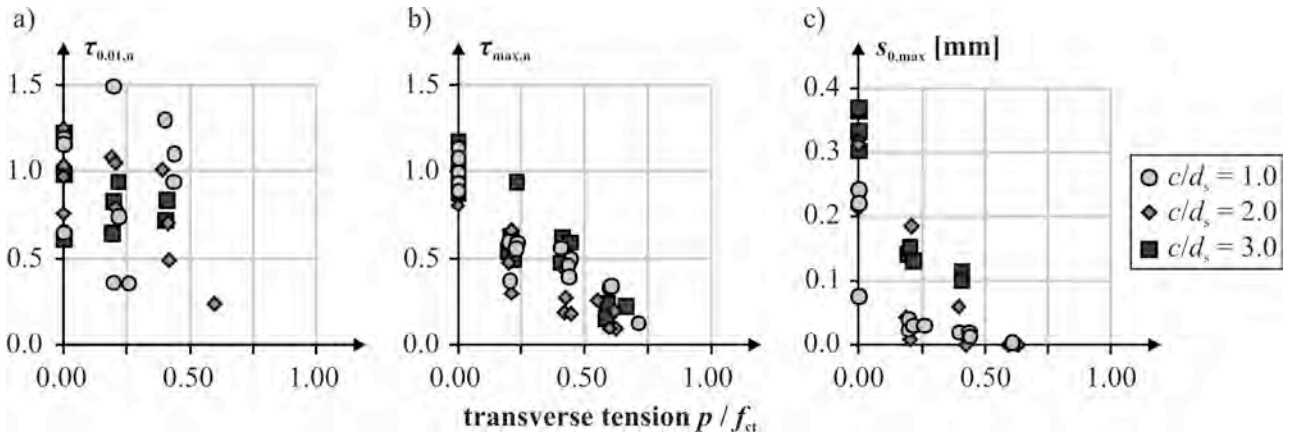 a)
τ0.01,n
1.5
1.0
0.5
0.0
0.00
0.50
1.00
b)
τmax,n
1.5
1.0
0.5
0.0
0.00
0.50
1.00
c)
s0,max [mm]
0.4
0.3
0.2
0.1
0.0
0.00
0.50
1.00
c/ds = 1.0
c/ds = 2.0
c/ds = 3.0
transverse tension p / fct